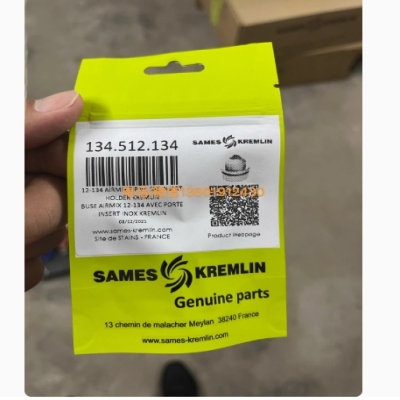 134.512.134
SAMES KREMLIN
12-134 AIRMIX
HOLDER KREMLIN
BUSE AIRMIX 12-134 AVEC PORTE
INSERT INOX KREMLIN
www.sames-kremlin.com
Site de STAINS - FRANCE
Product Webpage
SAMES KREMLIN
Genuine parts
13 chemin de malacher Meylan 38240 France
www.sames-kremlin.com